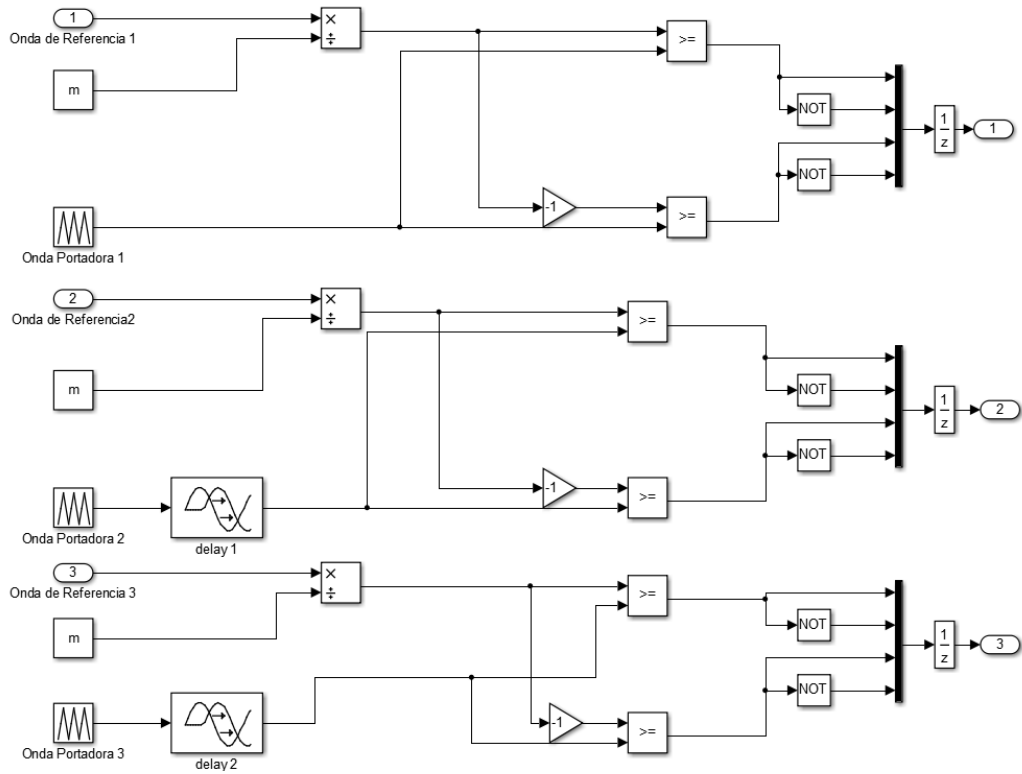 1
×
÷
Onda de Referencia 1
>=
m
NOT
1
z
1
NOT
-1
>=
Onda Portadora 1
2
×
÷
Onda de Referencia2
>=
m
NOT
1
z
2
NOT
-1
>=
Onda Portadora 2
delay 1
3
×
÷
Onda de Referencia 3
>=
m
NOT
1
z
3
NOT
-1
>=
Onda Portadora 3
delay 2